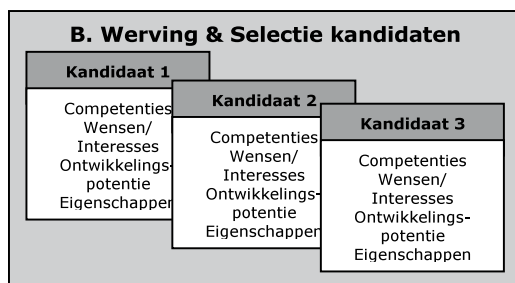 B. Werving & Selectie kandidaten
Kandidaat 1
Competenties
Wensen/
Interesses
Ontwikkelings-
potentie
Eigenschappen
Kandidaat 2
Competenties
Wensen/
Interesses
Ontwikkelings-
potentie
Eigenschappen
Kandidaat 3
Competenties
Wensen/
Interesses
Ontwikkelings-
potentie
Eigenschappen